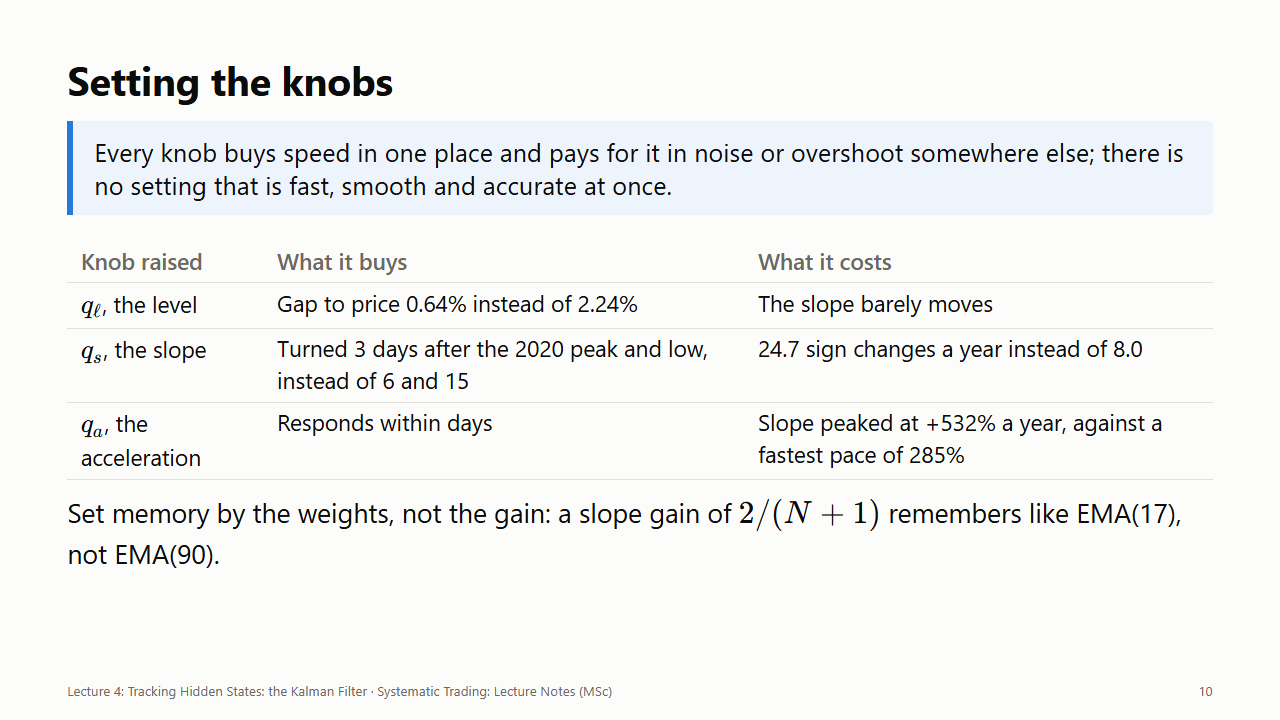 Setting the knobs
Every knob buys speed in one place and pays for it in noise or overshoot somewhere else; there is
no setting that is fast, smooth and accurate at once.
Knob raised What it buys What it costs
qℓ, the level Gap to price 0.64% instead of 2.24% The slope barely moves
qs, the slope Turned 3 days after the 2020 peak and low, 24.7 sign changes a year instead of 8.0
instead of 6 and 15
qa, the Responds within days Slope peaked at +532% a year, against a
acceleration fastest pace of 285%
Set memory by the weights, not the gain: a slope gain of 2/(N + 1) remembers like EMA(17),
not EMA(90).
Lecture 4: Tracking Hidden States: the Kalman Filter · Systematic Trading: Lecture Notes (MSc) 10